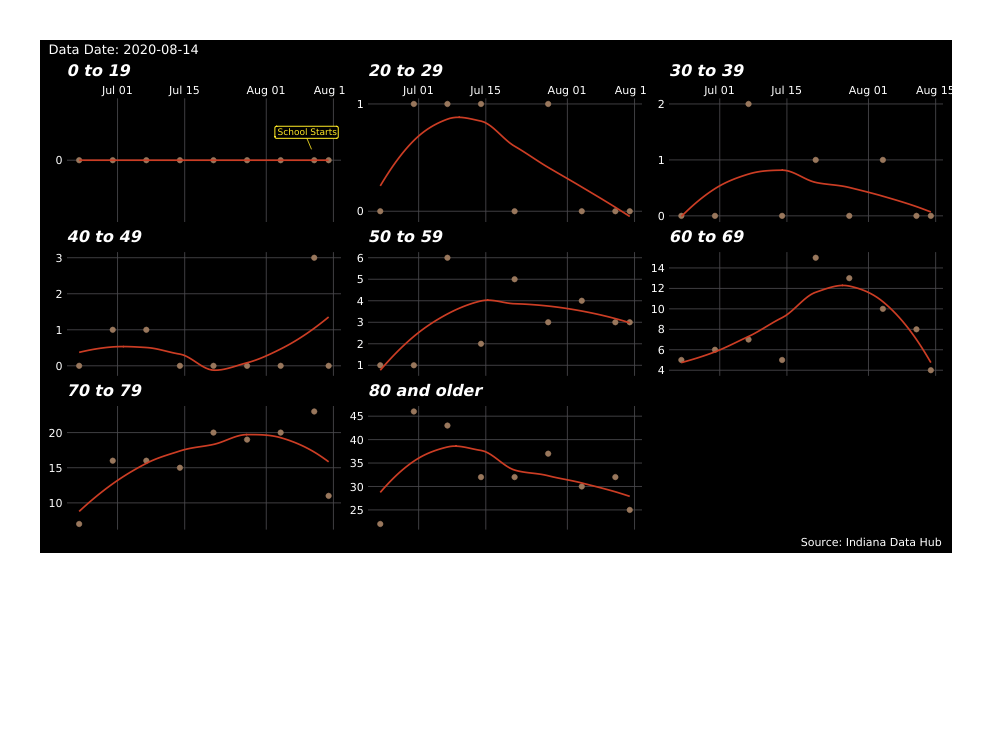 Data Date: 2020-08-14
0 to 19
20 to 29
30 to 39
Jul 01 Jul 15 Aug 01 Aug 1
Jul 01 Jul 15 Aug 01 Aug 1
Jul 01 Jul 15 Aug 01 Aug 15
School Starts
0
1
0
2
1
0
40 to 49
50 to 59
60 to 69
3
2
1
0
6
5
4
3
2
1
14
12
10
8
6
4
70 to 79
80 and older
20
15
10
45
40
35
30
25
Source: Indiana Data Hub